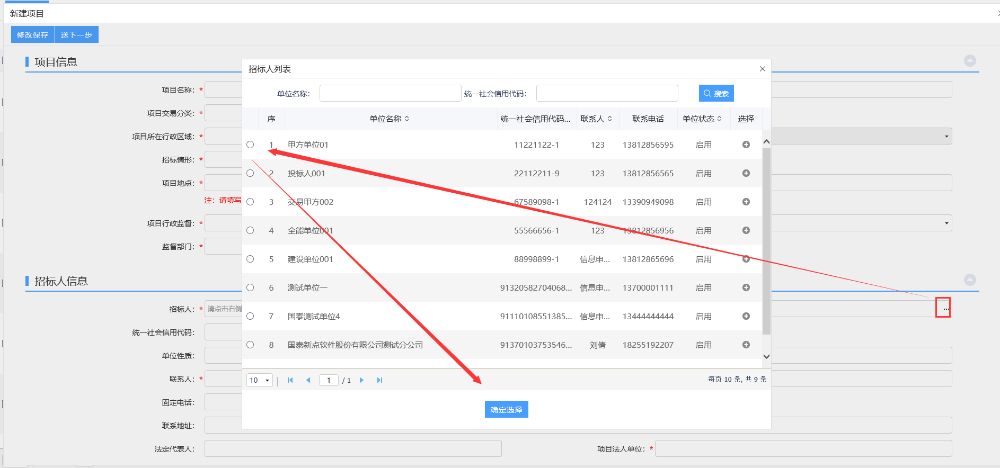 新建项目
修改保存
送下一步
项目信息
项目名称：*
项目交易分类：*
项目所在行政区域：*
招标情形：*
项目地点：*
注：请填写
项目行政监督：*
监督部门：*
招标人信息
招标人：* 请点击右侧 ...
统一社会信用代码：
单位性质：
联系人：*
固定电话：
联系地址：
法定代表人： 项目法人单位：*
招标人列表
单位名称： 统一社会信用代码： 搜索
序 单位名称 统一社会信用代码... 联系人 联系电话 单位状态 选择
1 甲方单位01 11221122-1 123 13812856595 启用
2 投标人001 22112211-9 123 13812856565 启用
3 交易甲方002 67589098-1 124124 13390949098 启用
4 全能单位001 55566656-1 123 13812856956 启用
5 建设单位001 88998899-1 信息申... 13812865696 启用
6 测试单位一 91320582704068... 信息申... 13700001111 启用
7 国泰测试单位4 91110108551385... 信息申... 13444444444 启用
8 国泰新点软件股份有限公司测试分公司 91370103753546... 刘倩 18255192207 启用
10 1 / 1 每页 10 条, 共 9 条
确定选择